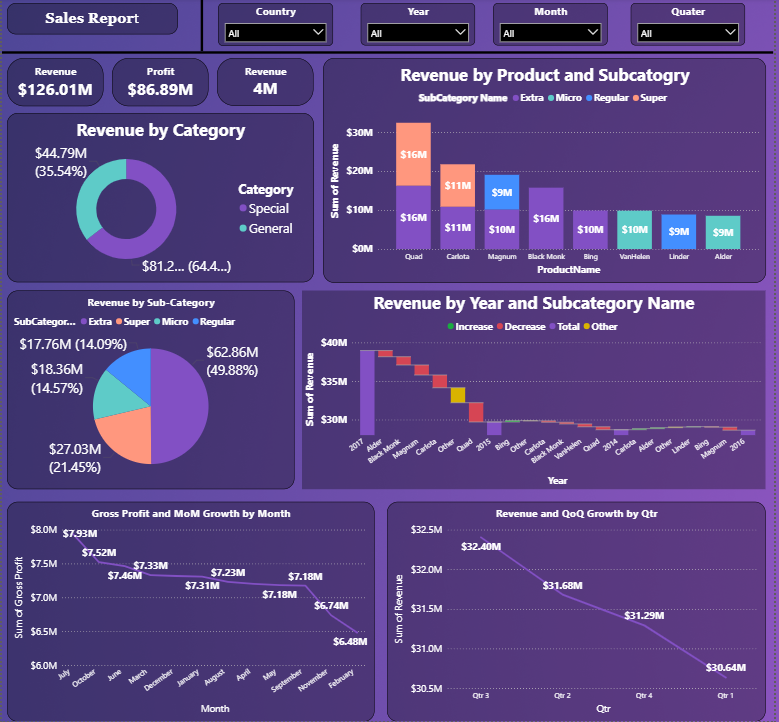 Sales Report
Country
All
Year
All
Month
All
Quater
All
Revenue
$126.01M
Profit
$86.89M
Revenue
4M
Revenue by Category
$44.79M
(35.54%)
Category
Special
General
$81.2... (64.4...)
Revenue by Product and Subcatogry
SubCategory Name Extra Micro Regular Super
Sum of Revenue
$30M
$20M
$10M
$0M
$16M
$16M
$11M
$11M
$9M
$10M
$16M
$10M
$10M
$9M
$9M
Quad Carlota Magnum Black Monk Bing VanHelen Linder Alder
ProductName
Revenue by Sub-Category
SubCategor... Extra Super Micro Regular
$17.76M (14.09%)
$18.36M
(14.57%)
$27.03M
(21.45%)
$62.86M
(49.88%)
Revenue by Year and Subcategory Name
Increase Decrease Total Other
Sum of Revenue
$40M
$35M
$30M
2017 Alder Black Monk Magnum Carlota Other Quad 2015 Bing Other Carlota Black Monk VanHelen Quad 2014 Carlota Alder Other Linder Bing Magnum 2016
Year
Gross Profit and MoM Growth by Month
Sum of Gross Profit
$8.0M
$7.5M
$7.0M
$6.5M
$6.0M
$7.93M
$7.52M
$7.46M
$7.33M
$7.31M
$7.23M
$7.18M
$7.18M
$6.74M
$6.48M
July October June March December January August April May September November February
Month
Revenue and QoQ Growth by Qtr
Sum of Revenue
$32.5M
$32.0M
$31.5M
$31.0M
$30.5M
$32.40M
$31.68M
$31.29M
$30.64M
Qtr 3 Qtr 2 Qtr 4 Qtr 1
Qtr